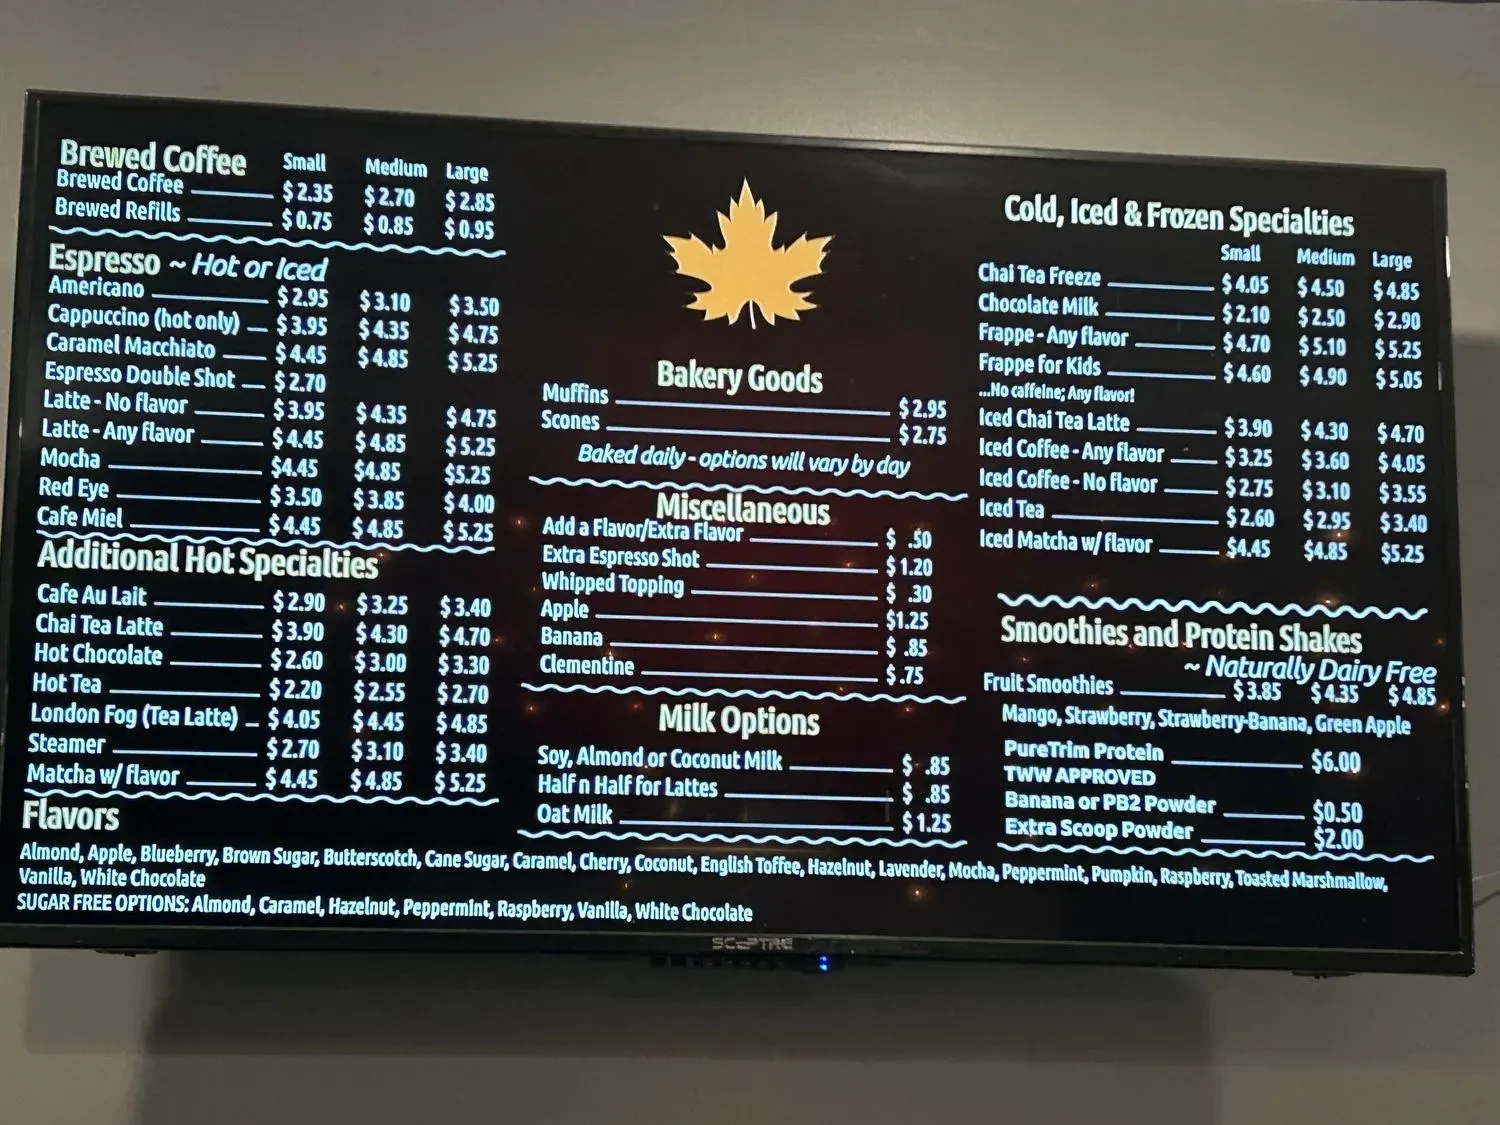 Brewed Coffee Small Medium Large
Brewed Coffee $2.35 $2.70 $2.85
Brewed Refills $0.75 $0.85 $0.95
Espresso ~ Hot or Iced
Americano $2.95 $3.10 $3.50
Cappuccino (hot only) $3.95 $4.35 $4.75
Caramel Macchiato $4.45 $4.85 $5.25
Espresso Double Shot $2.70
Latte - No flavor $3.95 $4.35 $4.75
Latte - Any flavor $4.45 $4.85 $5.25
Mocha $4.45 $4.85 $5.25
Red Eye $3.50 $3.85 $4.00
Cafe Miel $4.45 $4.85 $5.25
Additional Hot Specialties
Cafe Au Lait $2.90 $3.25 $3.40
Chai Tea Latte $3.90 $4.30 $4.70
Hot Chocolate $2.60 $3.00 $3.30
Hot Tea $2.20 $2.55 $2.70
London Fog (Tea Latte) $4.05 $4.45 $4.85
Steamer $2.70 $3.10 $3.40
Matcha w/ flavor $4.45 $4.85 $5.25
Bakery Goods
Muffins $2.95
Scones $2.75
Baked daily - options will vary by day
Miscellaneous
Add a Flavor/Extra Flavor $ .50
Extra Espresso Shot $1.20
Whipped Topping $ .30
Apple $1.25
Banana $ .85
Clementine $ .75
Milk Options
Soy, Almond or Coconut Milk $ .85
Half n Half for Lattes $ .85
Oat Milk $1.25
Cold, Iced & Frozen Specialties
Small Medium Large
Chai Tea Freeze $4.05 $4.50 $4.85
Chocolate Milk $2.10 $2.50 $2.90
Frappe - Any flavor $4.70 $5.10 $5.25
Frappe for Kids $4.60 $4.90 $5.05
...No caffeine; Any flavor!
Iced Chai Tea Latte $3.90 $4.30 $4.70
Iced Coffee - Any flavor $3.25 $3.60 $4.05
Iced Coffee - No flavor $2.75 $3.10 $3.55
Iced Tea $2.60 $2.95 $3.40
Iced Matcha w/ flavor $4.45 $4.85 $5.25
Smoothies and Protein Shakes
~ Naturally Dairy Free
Fruit Smoothies $3.85 $4.35 $4.85
Mango, Strawberry, Strawberry-Banana, Green Apple
PureTrim Protein $6.00
TWW APPROVED
Banana or PB2 Powder $0.50
Extra Scoop Powder $2.00
Flavors
Almond, Apple, Blueberry, Brown Sugar, Butterscotch, Cane Sugar, Caramel, Cherry, Coconut, English Toffee, Hazelnut, Lavender, Mocha, Peppermint, Pumpkin, Raspberry, Toasted Marshmallow,
Vanilla, White Chocolate
SUGAR FREE OPTIONS: Almond, Caramel, Hazelnut, Peppermint, Raspberry, Vanilla, White Chocolate
SCEPTRE